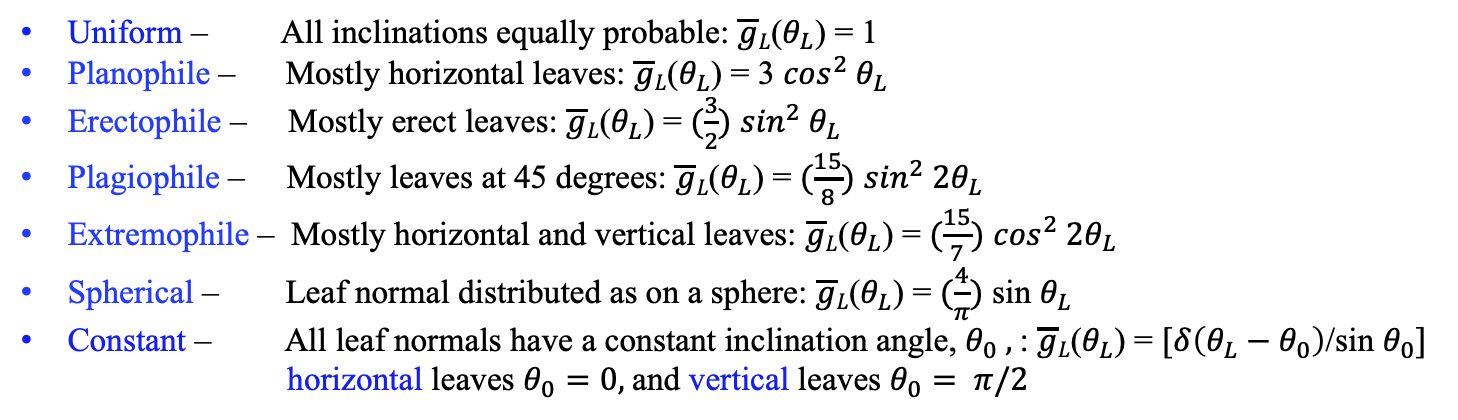 • Uniform – All inclinations equally probable: g̅L(θL) = 1
• Planophile – Mostly horizontal leaves: g̅L(θL) = 3 cos² θL
• Erectophile – Mostly erect leaves: g̅L(θL) = (3/2) sin² θL
• Plagiophile – Mostly leaves at 45 degrees: g̅L(θL) = (15/8) sin² 2θL
• Extremophile – Mostly horizontal and vertical leaves: g̅L(θL) = (15/7) cos² 2θL
• Spherical – Leaf normal distributed as on a sphere: g̅L(θL) = (4/π) sin θL
• Constant – All leaf normals have a constant inclination angle, θ0 , : g̅L(θL) = [δ(θL − θ0)/sin θ0]
horizontal leaves θ0 = 0, and vertical leaves θ0 = π/2